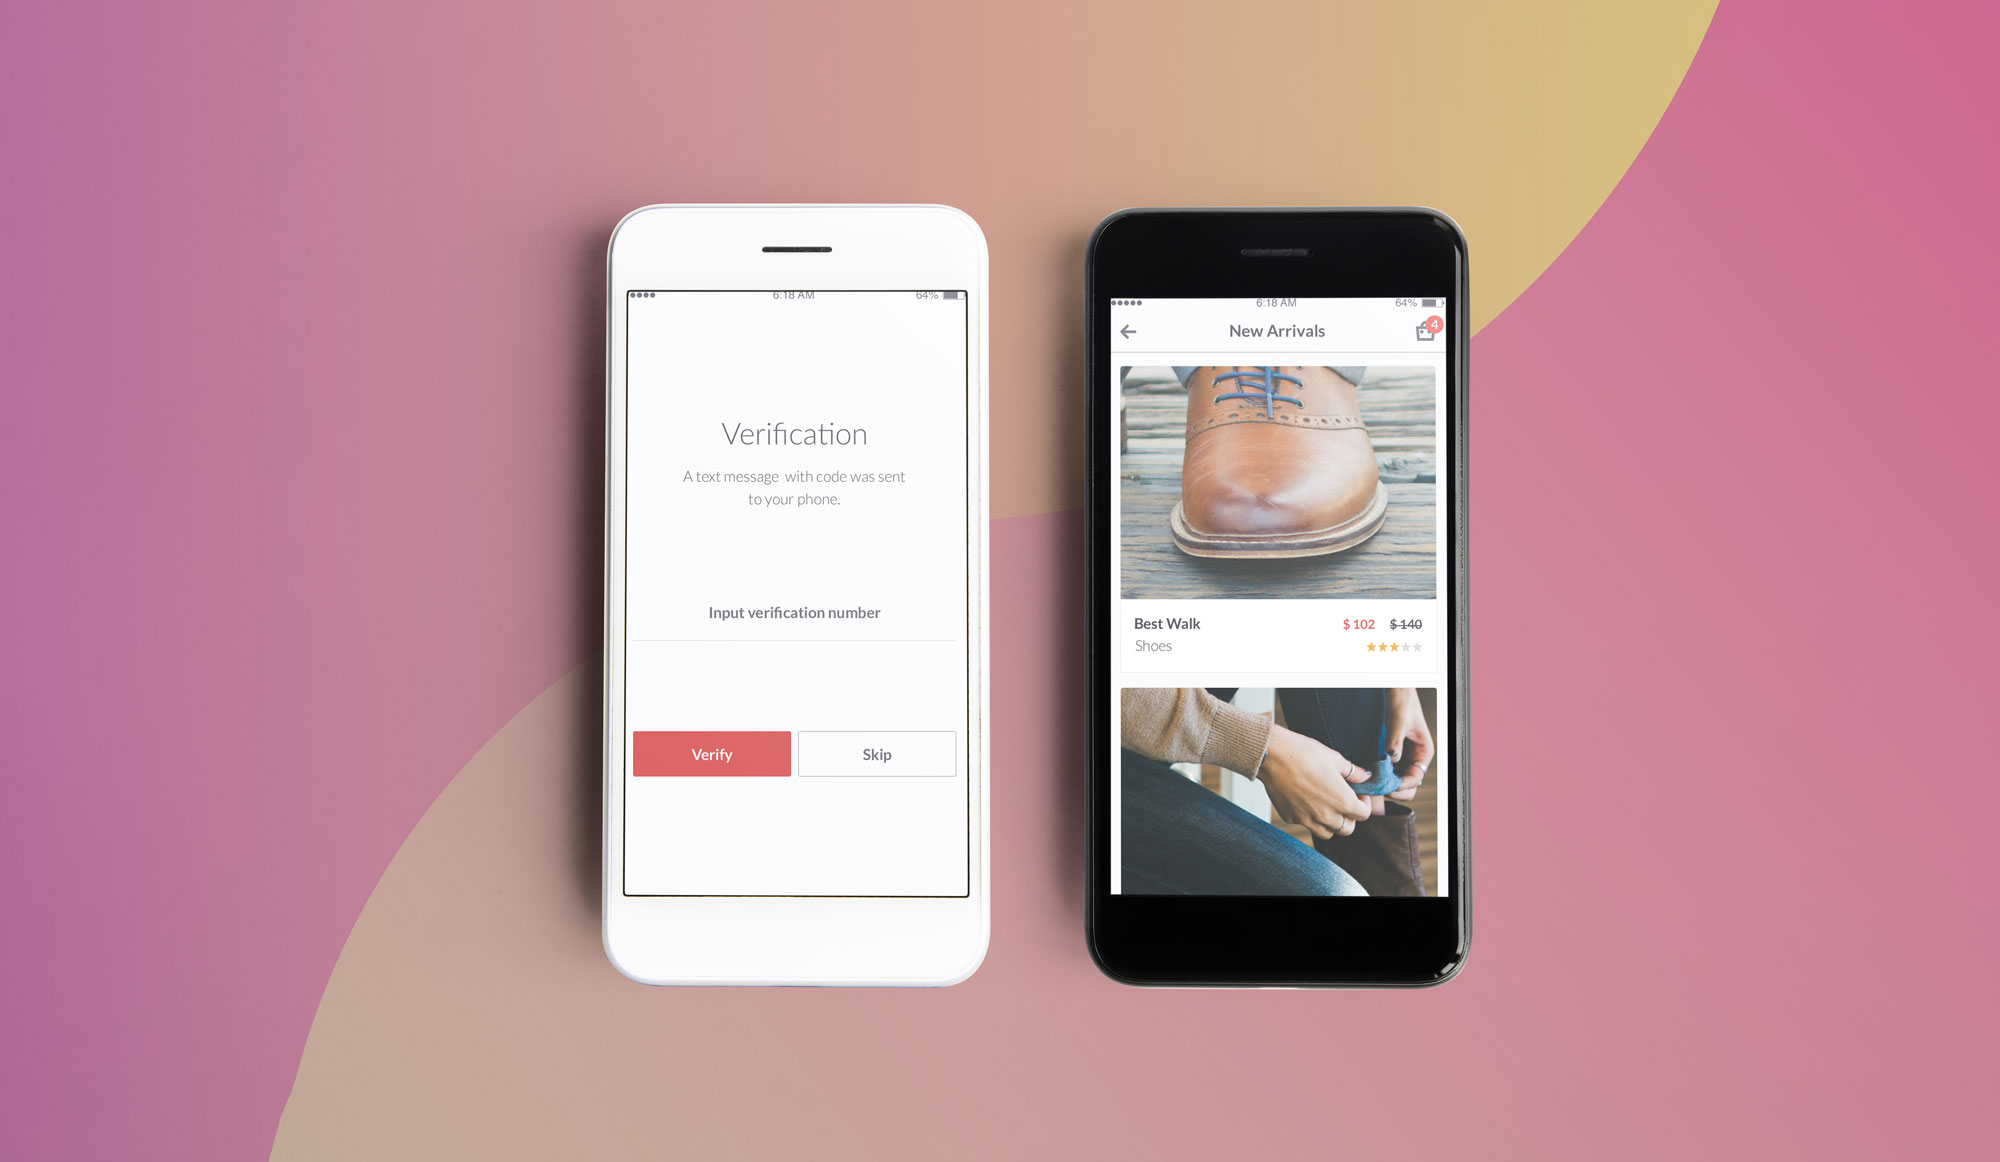 6:18 AM
64%
Verification
A text message with code was sent
to your phone.
Input verification number
Verify
Skip
6:18 AM
64%
New Arrivals
4
Best Walk
$ 102
$ 140
Shoes